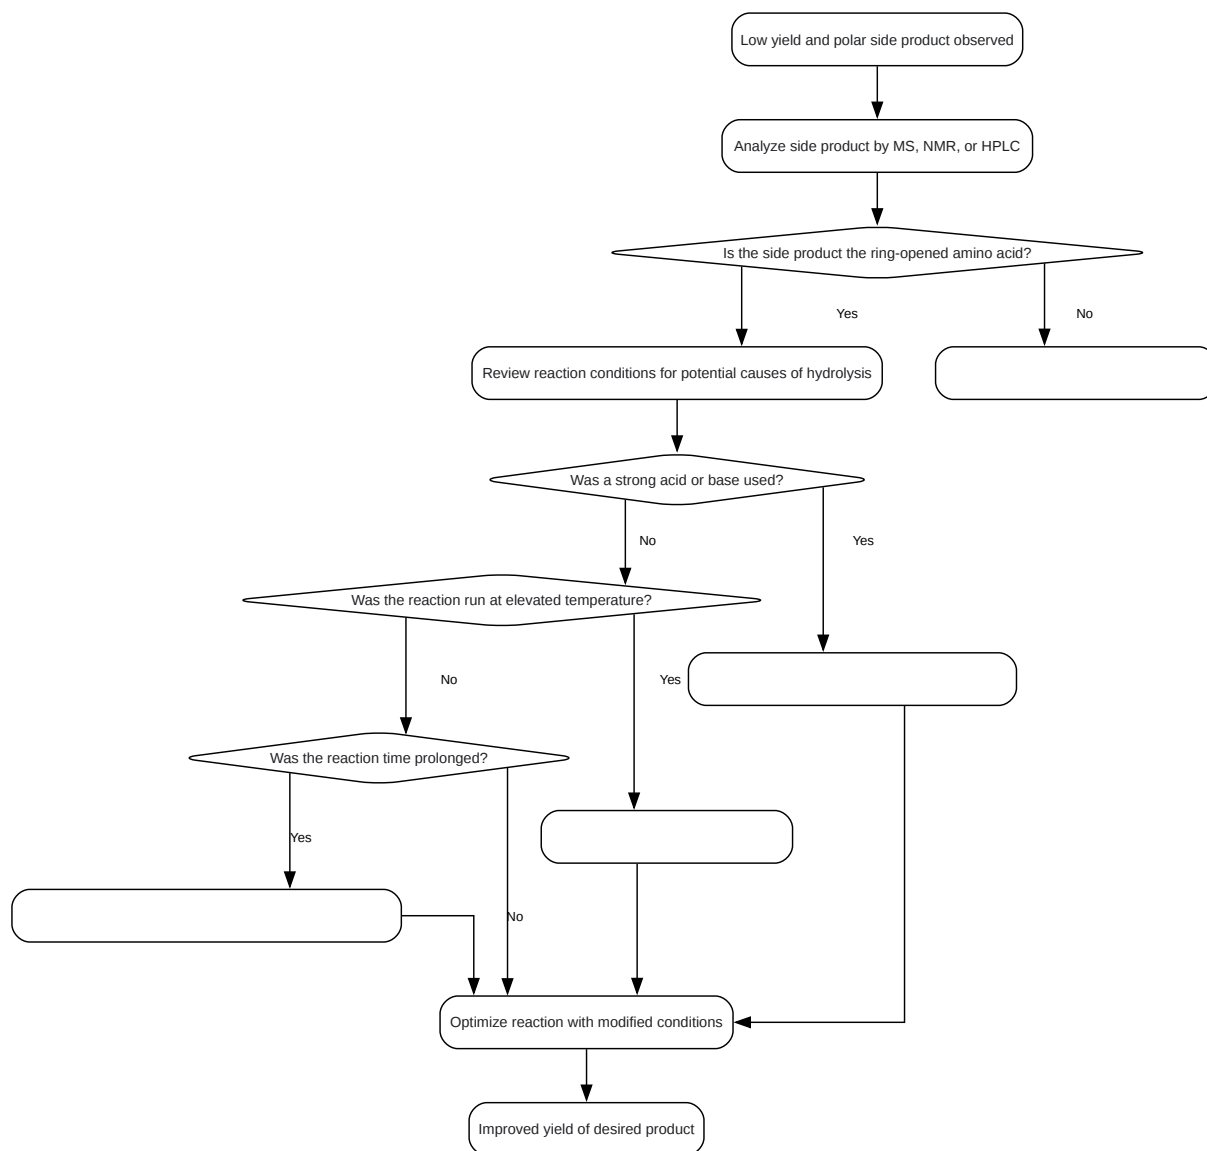 Low yield and polar side product observed
Analyze side product by MS, NMR, or HPLC
Is the side product the ring-opened amino acid?
Yes
No
Review reaction conditions for potential causes of hydrolysis
Was a strong acid or base used?
No
Yes
Was the reaction run at elevated temperature?
No
Yes
Was the reaction time prolonged?
Yes
No
Optimize reaction with modified conditions
Improved yield of desired product